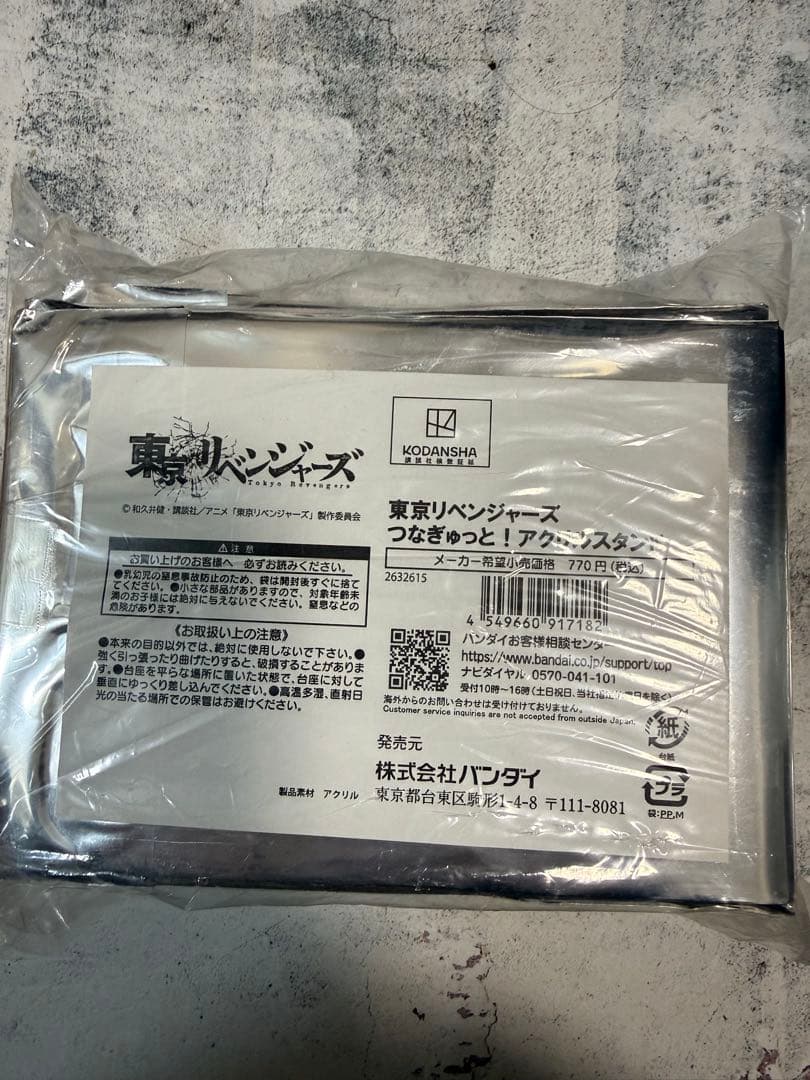 東京リベンジャーズ
Tokyo Revengers
© 和久井健・講談社／アニメ「東京リベンジャーズ」製作委員会
⚠注意
お買い上げのお客様へ 必ずお読みください。
●乳幼児の窒息事故防止のため、袋は開封後すぐに捨て
てください。●小さな部品がありますので、対象年齢未
満のお子様には絶対に与えないでください。窒息などの
危険があります。
《お取扱い上の注意》
●本来の目的以外では、絶対に使用しないで下さい。●
強く引っ張ったり曲げたりすると、破損することがありま
す。●台座を平らな場所に置いた状態で、台座に対して
垂直にゆっくり差し込んでください。●高温多湿、直射日
光の当たる場所での保管はお避けください。
製品素材 アクリル
KODANSHA
講談社検数証紙
東京リベンジャーズ
つなぎゅっと！アクリルスタンド
メーカー希望小売価格 770円(税込)
2632615
4 549660 917182
バンダイお客様相談センター
https://www.bandai.co.jp/support/top
ナビダイヤル 0570-041-101
受付10時～16時(土日祝日、当社指定休業日を除く)
海外からのお問い合わせは受け付けておりません。
Customer service inquiries are not accepted from outside Japan.
紙
台紙
プラ
袋:PP,M
発売元
株式会社バンダイ
東京都台東区駒形1-4-8 〒111-8081